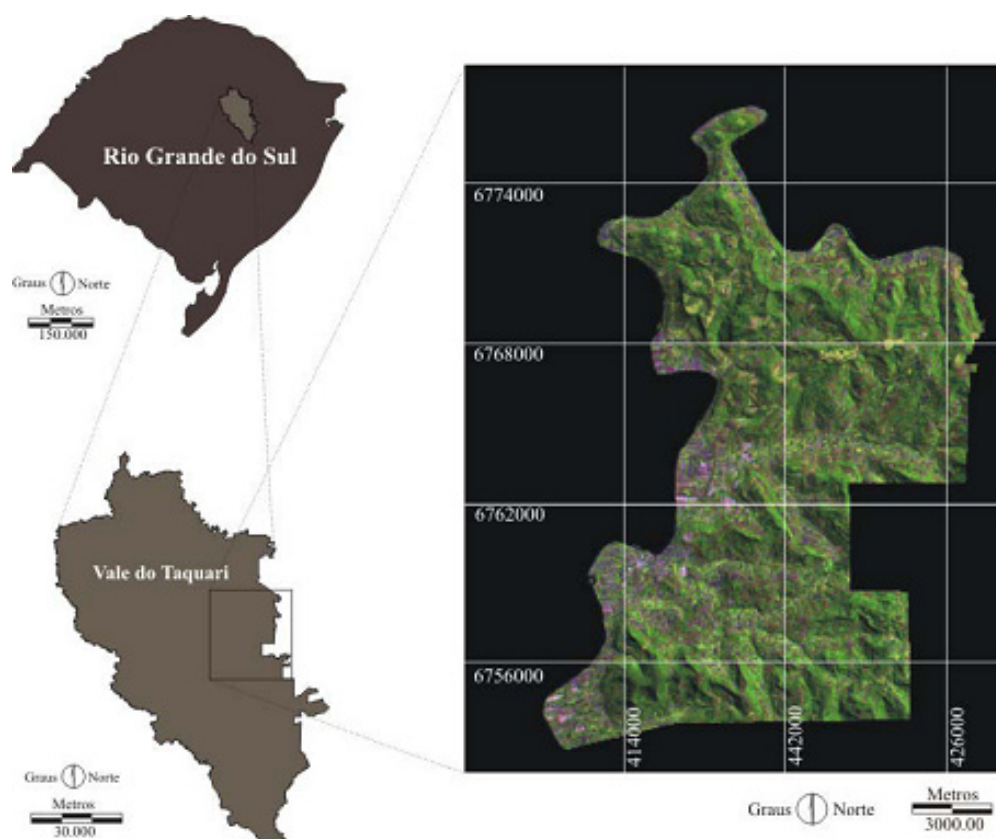 Rio Grande do Sul
Graus Norte
Metros
150.000
Vale do Taquari
Graus Norte
Metros
30.000
6774000
6768000
6762000
6756000
414000
442000
426000
Graus Norte
Metros
3000.00